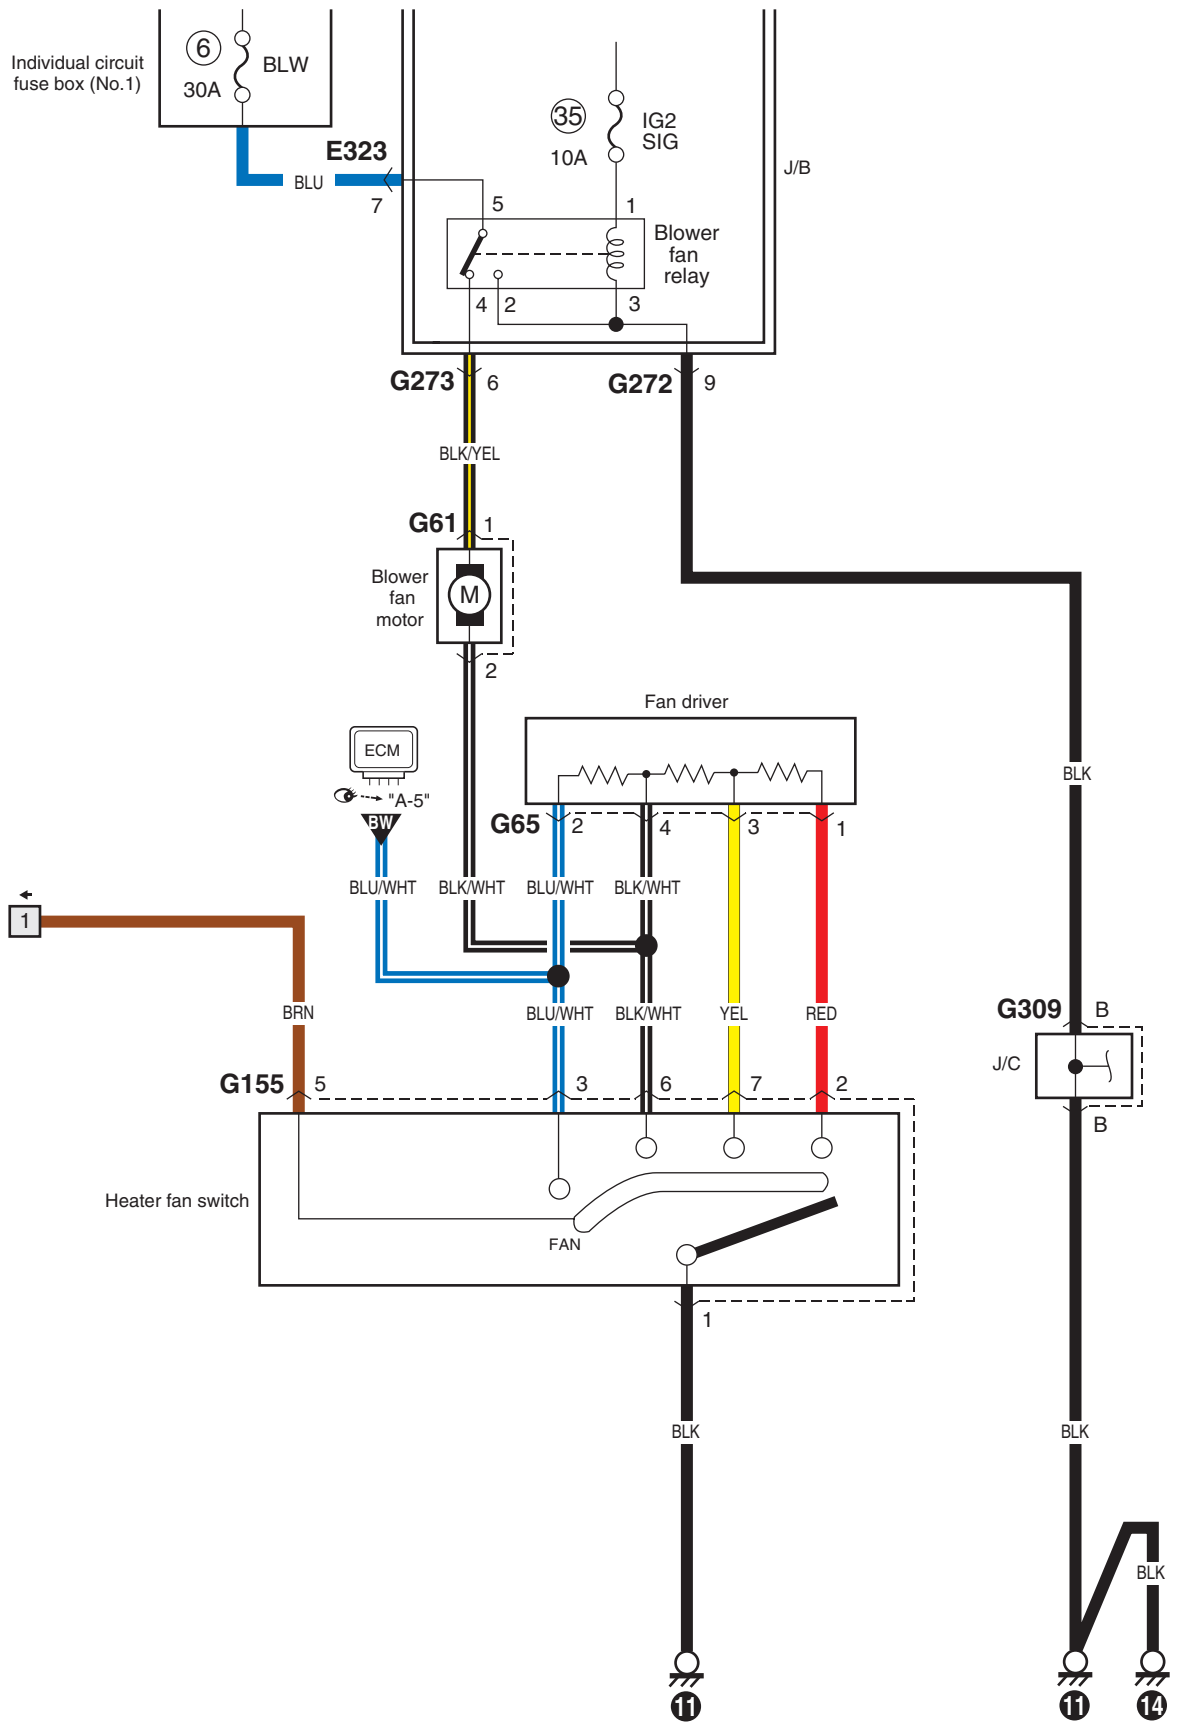 Individual circuit
fuse box (No.1)
6
30A
BLW
E323
BLU
7
35
10A
IG2
SIG
J/B
5
1
Blower
fan
relay
4
2
3
G273
6
G272
9
BLK/YEL
G61
1
Blower
fan
motor
M
2
Fan driver
ECM
"A-5"
BW
G65
2
4
3
1
BLK
BLU/WHT
BLK/WHT
BLU/WHT
BLK/WHT
1
BRN
BLU/WHT
BLK/WHT
YEL
RED
G309
B
J/C
B
G155
5
3
6
7
2
Heater fan switch
FAN
1
BLK
BLK
BLK
11
11
14